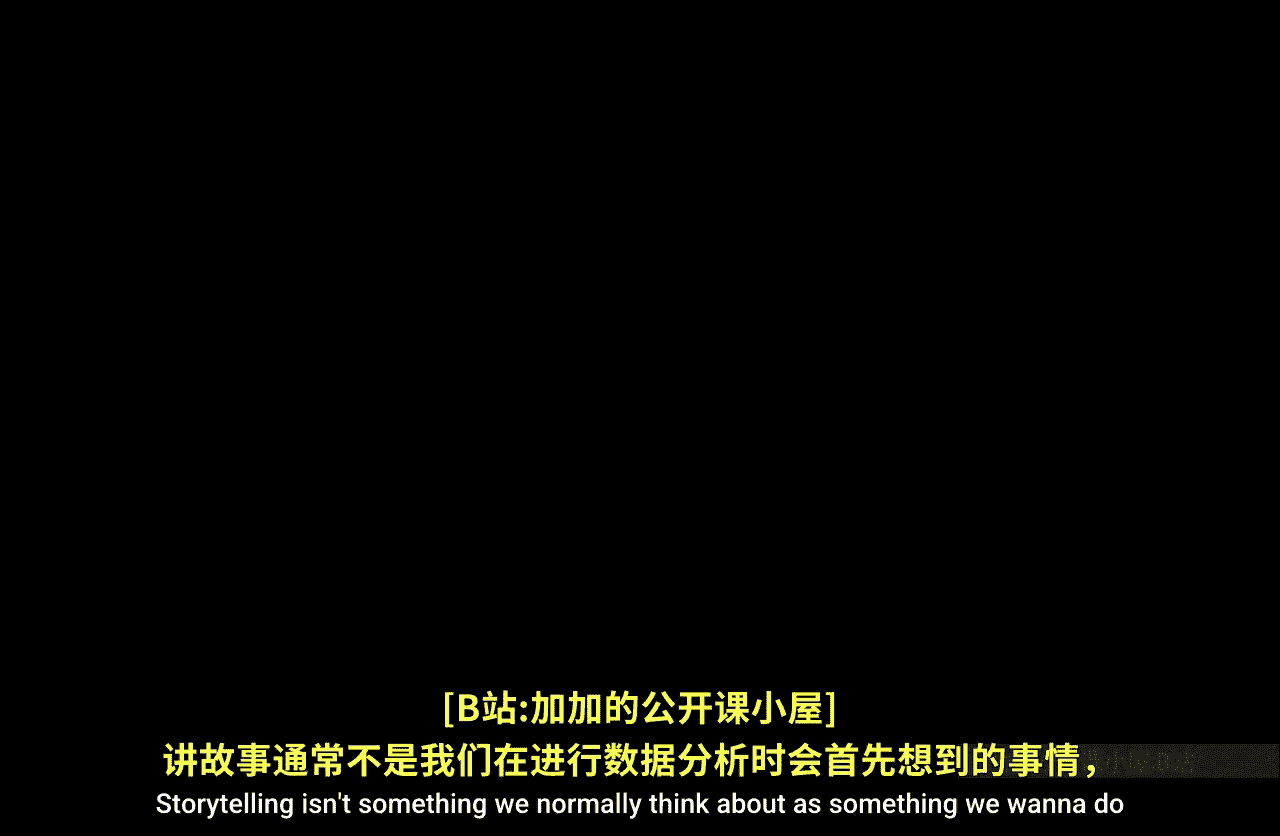 [B站:加加的公开课小屋]
讲故事通常不是我们在进行数据分析时会首先想到的事情，
Storytelling isn't something we normally think about as something we wanna do